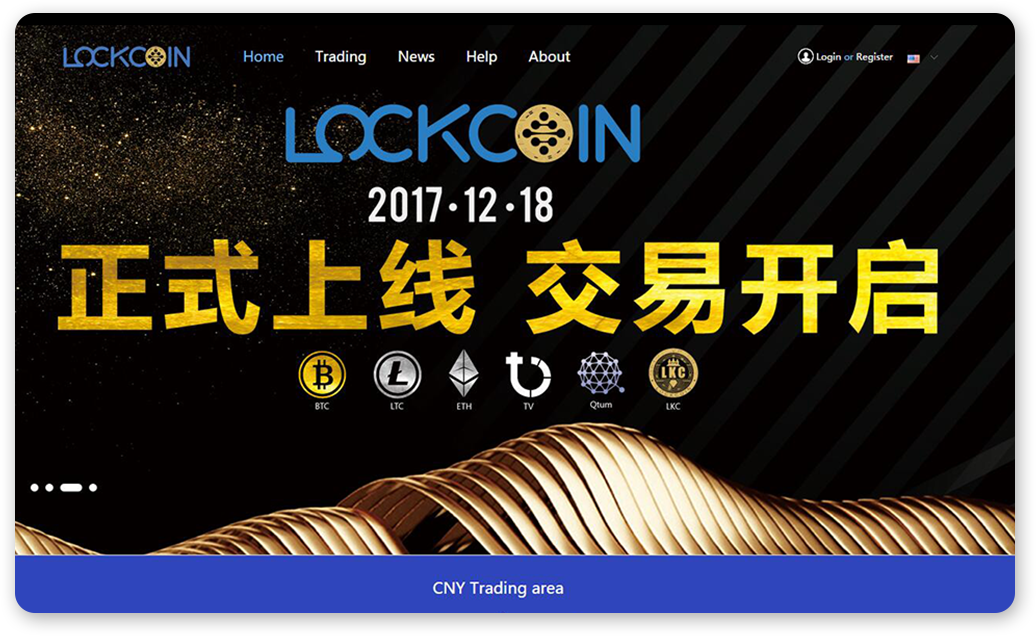 LOCKCOIN Home Trading News Help About Login or Register
LOCKCOIN
2017·12·18
正式上线 交易开启
LKC
BTC LTC ETH TV Qtum LKC
CNY Trading area